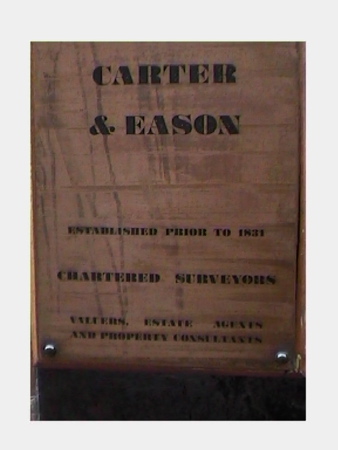 CARTER
& EASON
ESTABLISHED PRIOR TO 1831
CHARTERED SURVEYORS
VALUERS, ESTATE AGENTS
AND PROPERTY CONSULTANTS